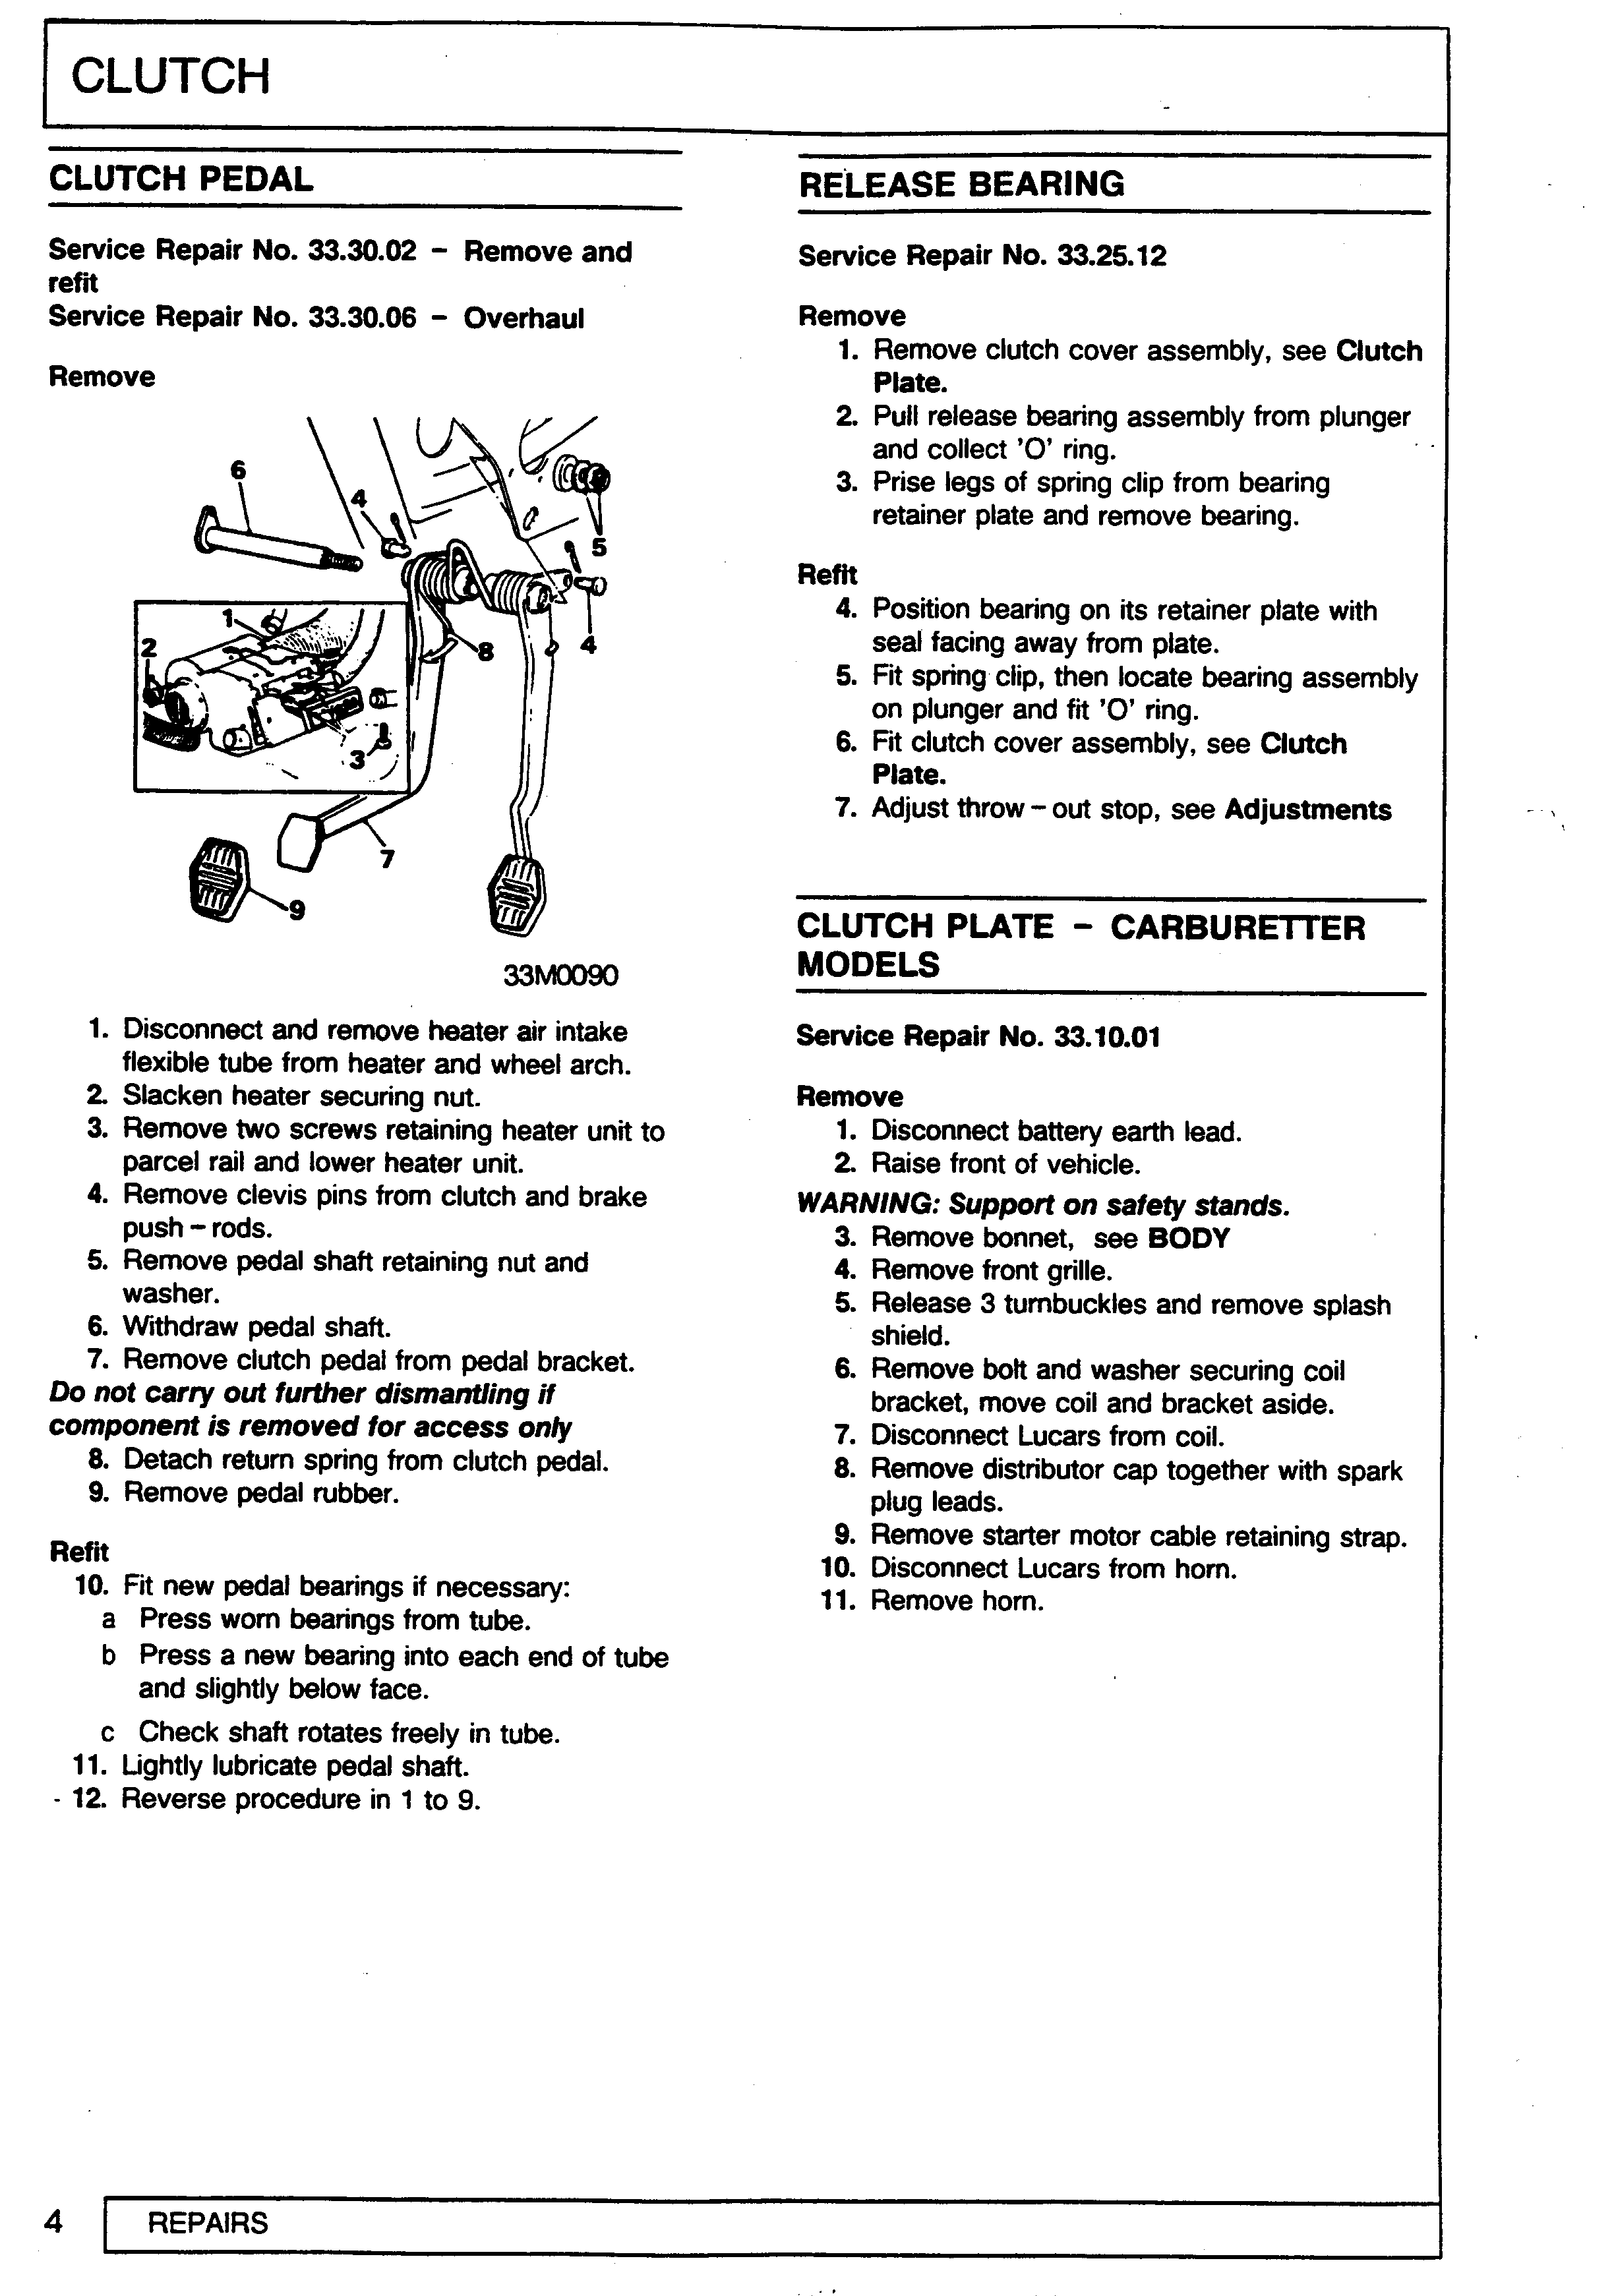 CLUTCH
CLUTCH PEDAL
Service Repair No. 33.30.02 - Remove and
refit
Service Repair No. 33.30.06 - Overhaul
Remove
6
4
5
1
2
8
4
3
7
9
33M0090
1. Disconnect and remove heater air intake
flexible tube from heater and wheel arch.
2. Slacken heater securing nut.
3. Remove two screws retaining heater unit to
parcel rail and lower heater unit.
4. Remove clevis pins from clutch and brake
push-rods.
5. Remove pedal shaft retaining nut and
washer.
6. Withdraw pedal shaft.
7. Remove clutch pedal from pedal bracket.
Do not carry out further dismantling if
component is removed for access only
8. Detach return spring from clutch pedal.
9. Remove pedal rubber.
Refit
10. Fit new pedal bearings if necessary:
a Press worn bearings from tube.
b Press a new bearing into each end of tube
and slightly below face.
c Check shaft rotates freely in tube.
11. Lightly lubricate pedal shaft.
12. Reverse procedure in 1 to 9.
RELEASE BEARING
Service Repair No. 33.25.12
Remove
1. Remove clutch cover assembly, see Clutch
Plate.
2. Pull release bearing assembly from plunger
and collect 'O' ring.
3. Prise legs of spring clip from bearing
retainer plate and remove bearing.
Refit
4. Position bearing on its retainer plate with
seal facing away from plate.
5. Fit spring clip, then locate bearing assembly
on plunger and fit 'O' ring.
6. Fit clutch cover assembly, see Clutch
Plate.
7. Adjust throw-out stop, see Adjustments
CLUTCH PLATE - CARBURETTER
MODELS
Service Repair No. 33.10.01
Remove
1. Disconnect battery earth lead.
2. Raise front of vehicle.
WARNING: Support on safety stands.
3. Remove bonnet, see BODY
4. Remove front grille.
5. Release 3 turnbuckles and remove splash
shield.
6. Remove bolt and washer securing coil
bracket, move coil and bracket aside.
7. Disconnect Lucars from coil.
8. Remove distributor cap together with spark
plug leads.
9. Remove starter motor cable retaining strap.
10. Disconnect Lucars from horn.
11. Remove horn.
4
REPAIRS